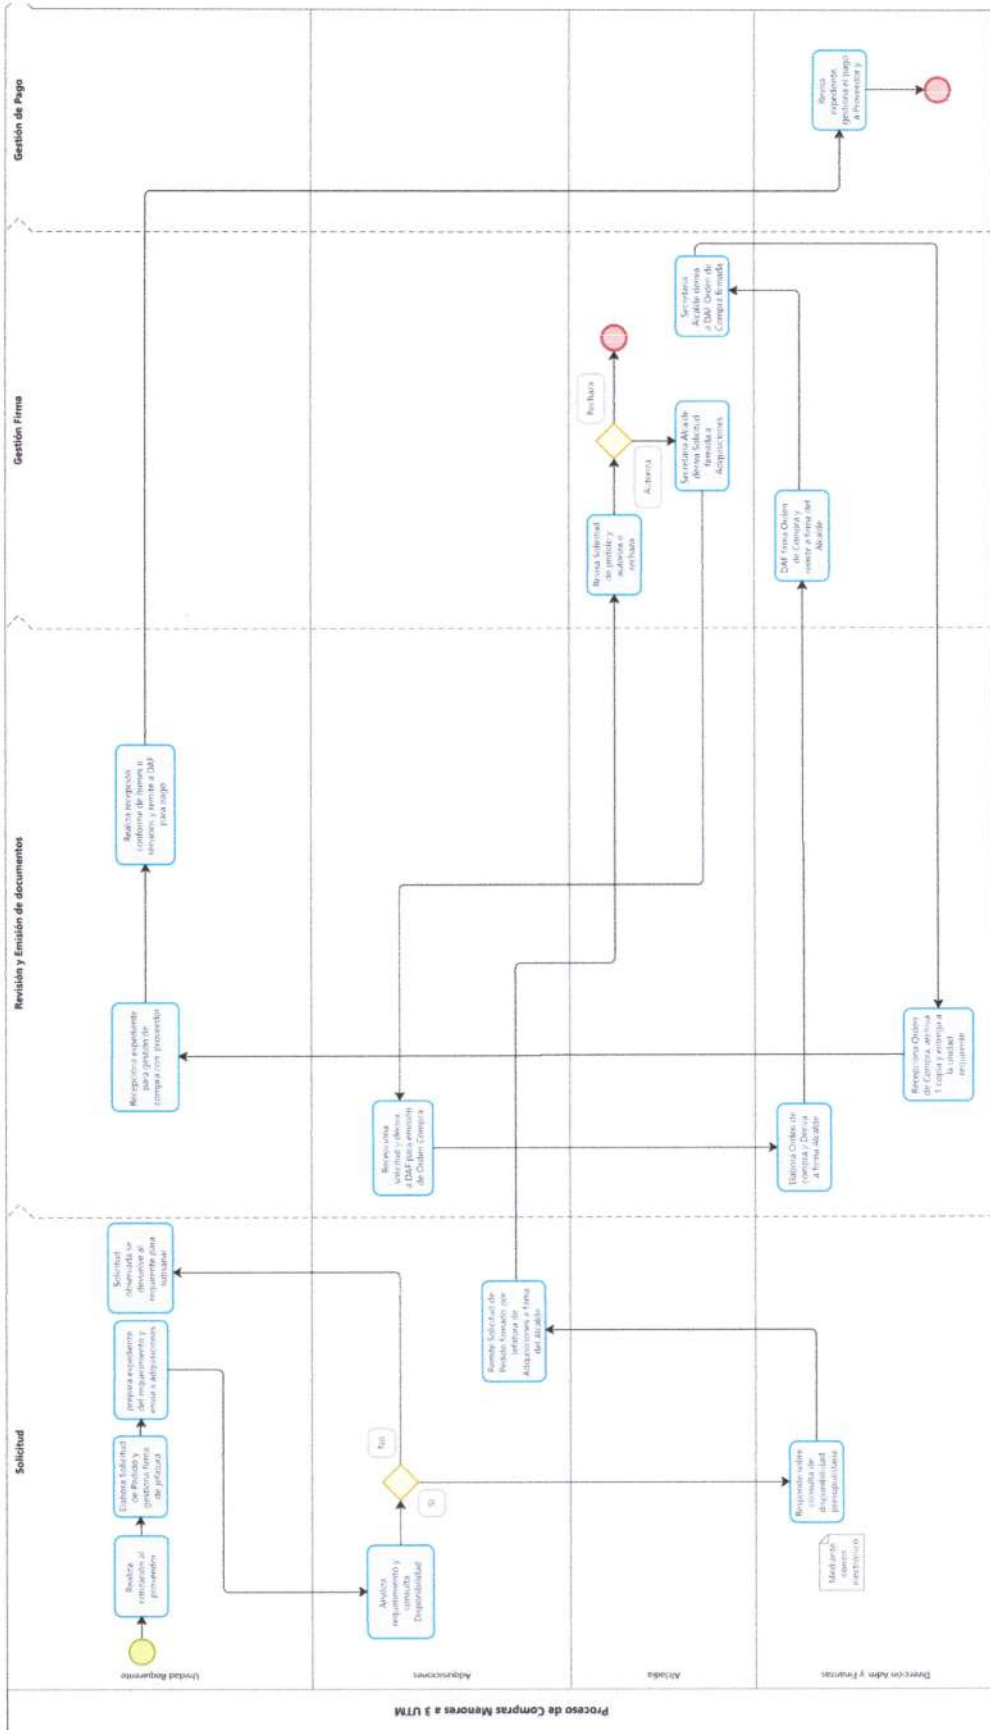 Proceso de Compras Menores a 3 UTM
Solicitud
Revisión y Emisión de documentos
Gestión Firma
Gestión de Pago
Unidad Requirente
Realiza
cotización al
proveedor
Elabora Solicitud
de Pedido y
gestiona firma
de jefatura
prepara expediente
del requerimiento y
envia a adquisiciones
Solicitud
observada se
devuelve al
requirente para
subsanar
Recepciona expediente
para gestión de
compra con proveedor
Realiza recepción
conforme de bienes o
servicios y remite a DAF
para pago
Adquisiciones
Analiza
requerimiento y
consulta
Disponibilidad
Si
Remite Solicitud de
Pedido firmado por
jefatura de
Adquisiciones a firma
del Alcalde
Recepciona
solicitud y deriva
a DAF para emisión
de Orden Compra
Alcaldía
Revisa Solicitud
de pedido y
autoriza o
rechaza
Rechaza
Autoriza
Secretaria Alcalde
deriva Solicitud
firmada a
Adquisiciones
Secretaria
Alcalde deriva
a DAF Orden de
Compra firmada
Dirección Adm. y Finanzas
Mediante
correo
electrónico
Responde sobre
consulta de
disponibilidad
presupuestaria
Elabora Orden de
compra y Deriva
a firma Alcalde
Recepciona Orden
de Compra, archiva
1 copia y entrega a
la unidad
requirente
DAF firma Orden
de Compra y
remite a firma del
Alcalde
Revisa
expediente
gestiona el pago
a Proveedor y